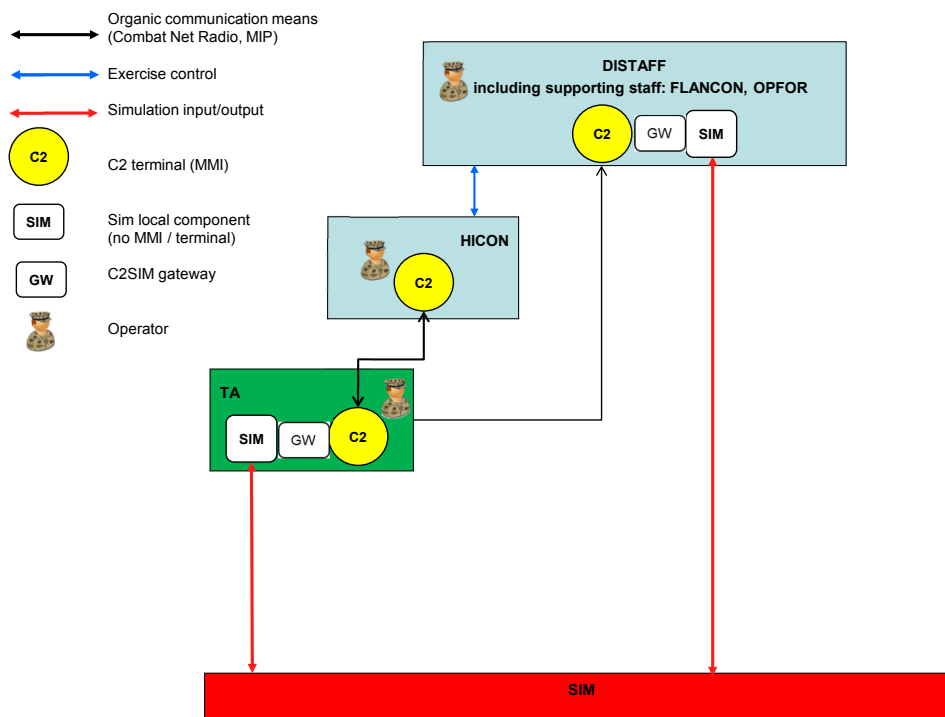 Organic communication means
(Combat Net Radio, MIP)
Exercise control
Simulation input/output
C2
C2 terminal (MMI)
SIM
Sim local component
(no MMI / terminal)
GW
C2SIM gateway
Operator
DISTAFF
including supporting staff: FLANCON, OPFOR
C2
GW
SIM
HICON
C2
TA
SIM
GW
C2
SIM